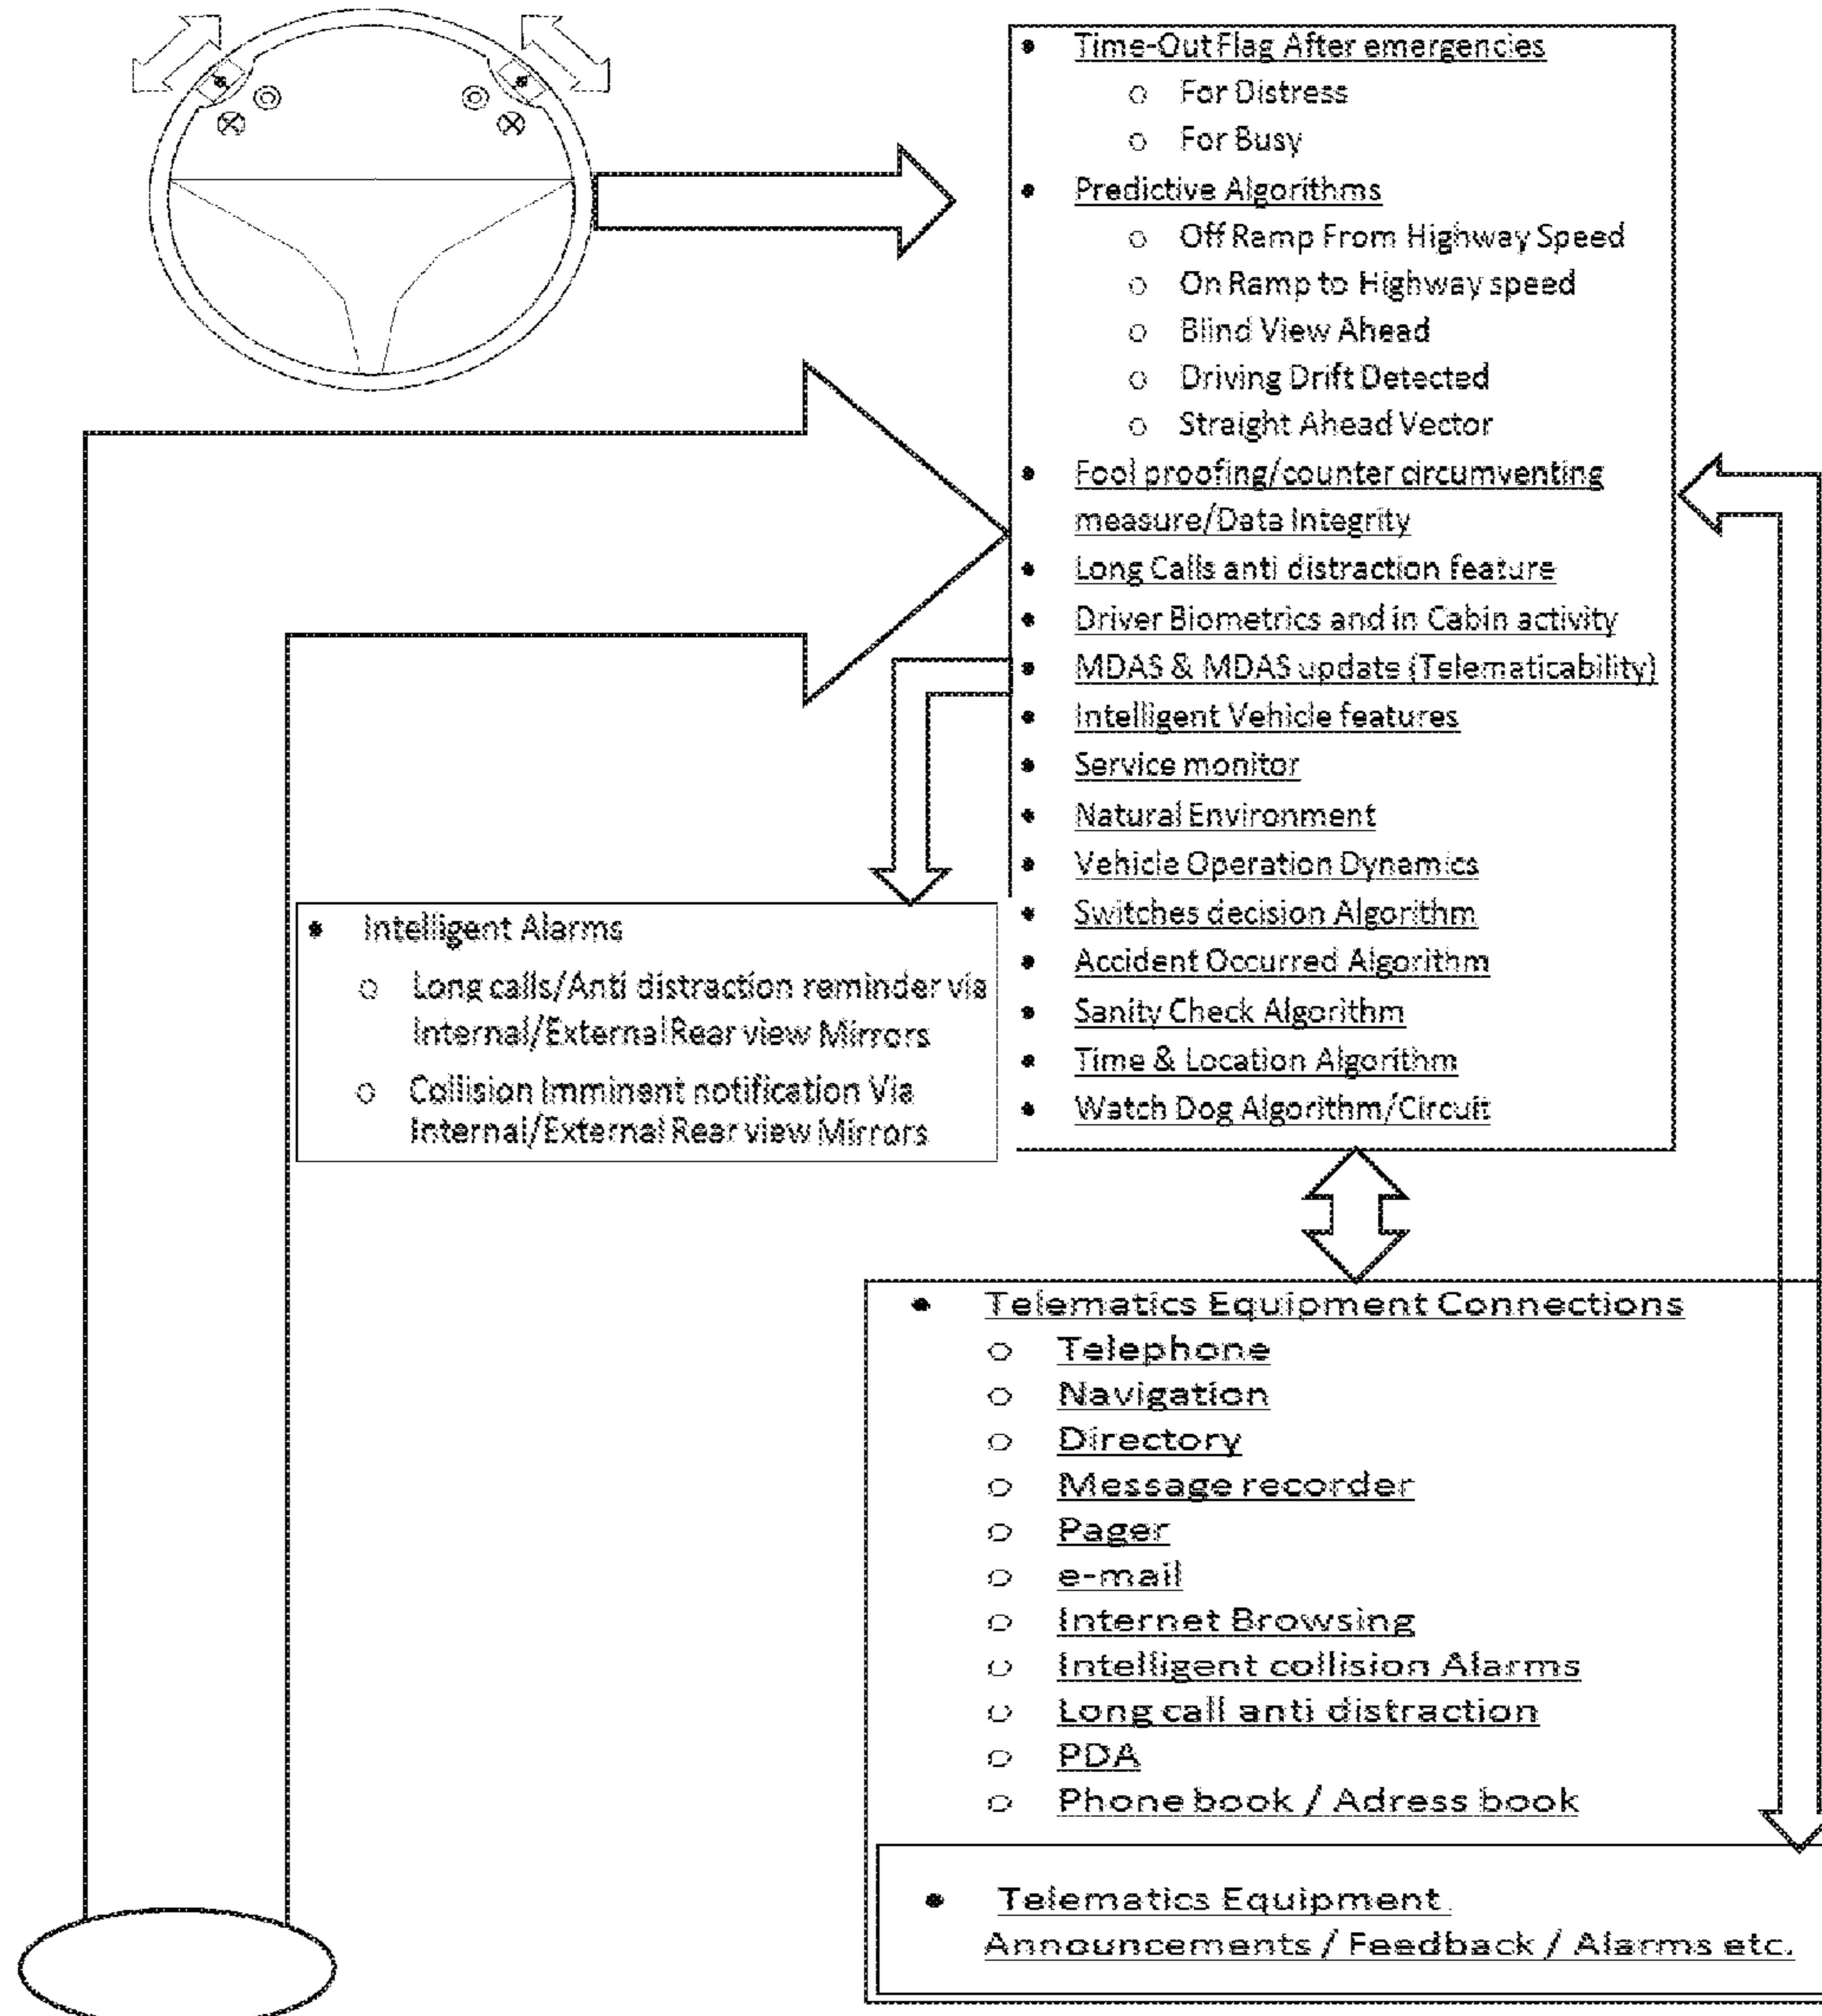 Time-Out Flag After emergencies
For Distress
For Busy
Predictive Algorithms
Off Ramp From Highway Speed
On Ramp to Highway speed
Blind View Ahead
Driving Drift Detected
Straight Ahead Vector
Fool proofing/counter circumventing
measure/Data Integrity
Long Calls anti distraction feature
Driver Biometrics and in Cabin activity
MDAS & MDAS update (Telematicability)
Intelligent Vehicle features
Service monitor
Natural Environment
Vehicle Operation Dynamics
Switches decision Algorithm
Accident Occurred Algorithm
Sanity Check Algorithm
Time & Location Algorithm
Watch Dog Algorithm/Circuit
Intelligent Alarms
Long calls/Anti distraction reminder via
Internal/External Rear view Mirrors
Collision Imminent notification Via
Internal/External Rear view Mirrors
Telematics Equipment Connections
Telephone
Navigation
Directory
Message recorder
Pager
e-mail
Internet Browsing
Intelligent collision Alarms
Long call anti distraction
PDA
Phone book / Adress book
Telematics Equipment
Announcements / Feedback / Alarms etc.